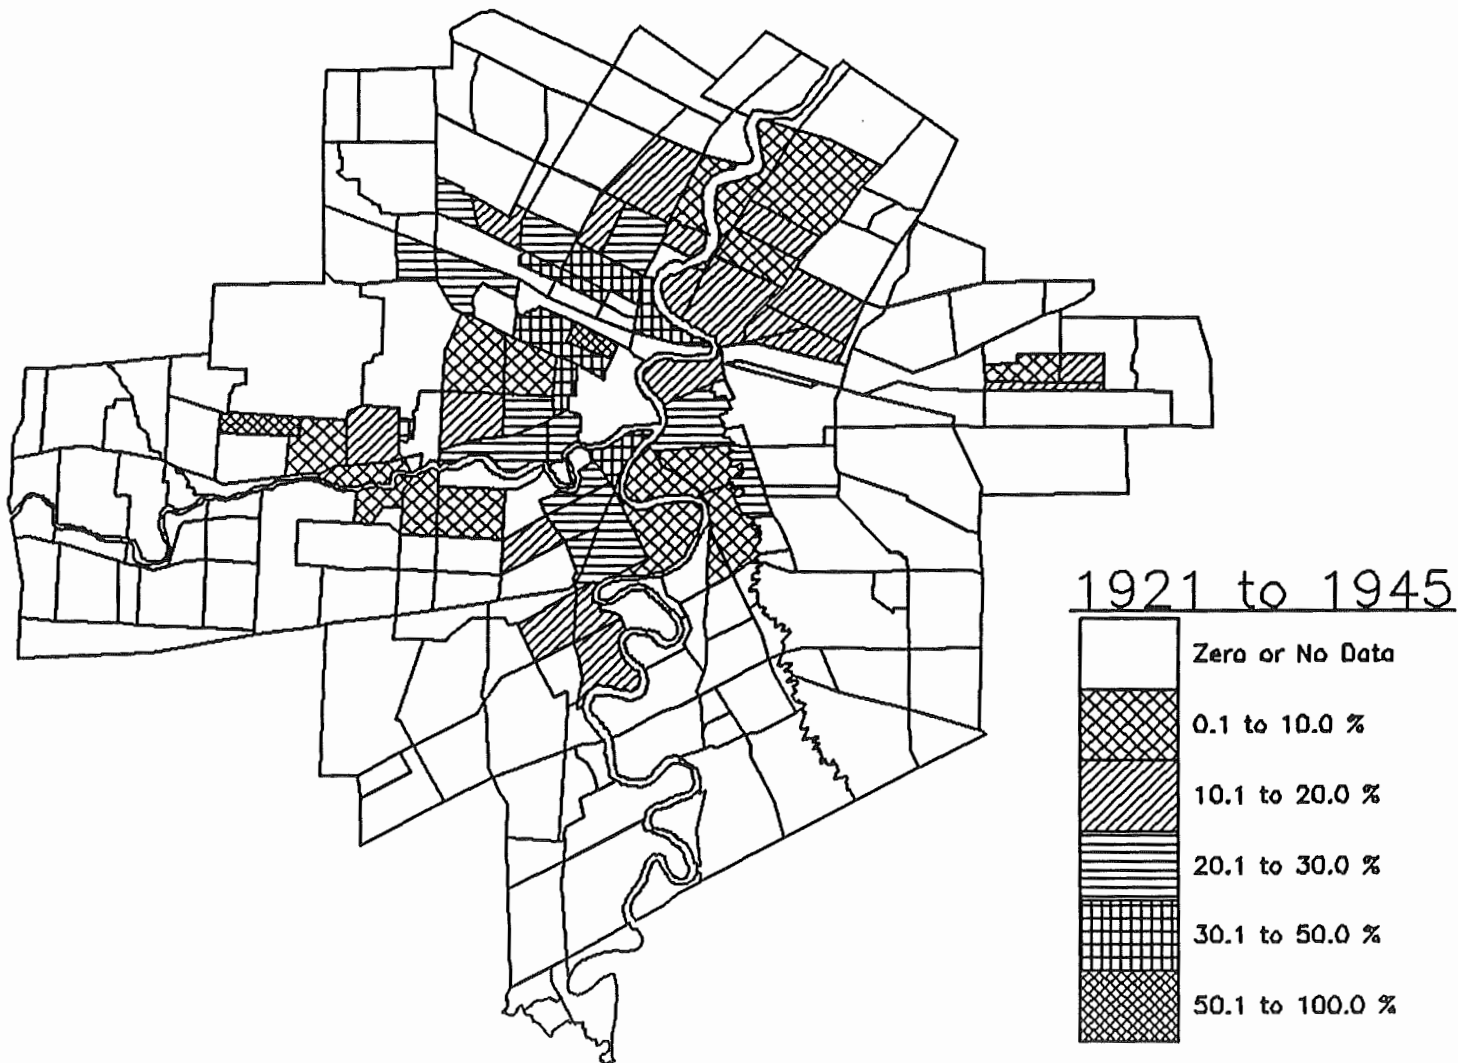 1921 to 1945
Zero or No Data
0.1 to 10.0 %
10.1 to 20.0 %
20.1 to 30.0 %
30.1 to 50.0 %
50.1 to 100.0 %